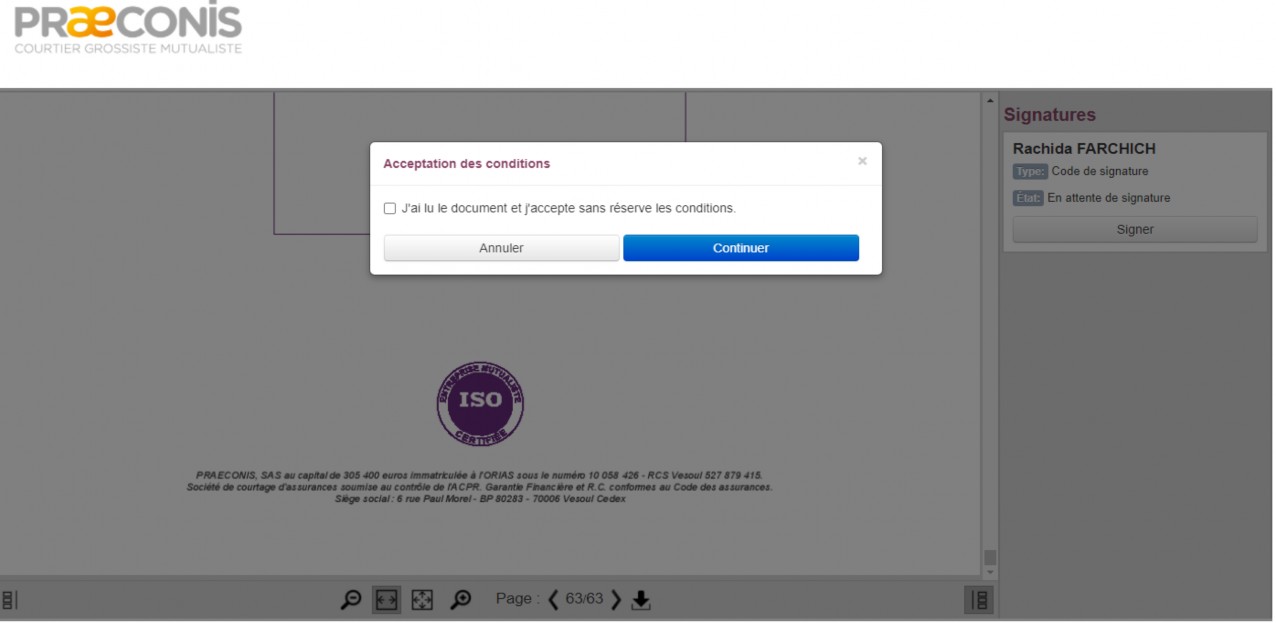 PRÆCONIS
COURTIER GROSSISTE MUTUALISTE
Signatures
Rachida FARCHICH
Type: Code de signature
Etat: En attente de signature
Signer
Acceptation des conditions
×
J'ai lu le document et j'accepte sans réserve les conditions.
Annuler
Continuer
ENTREPRISE MUTUALISTE
ISO
CERTIFIÉE
PRAECONIS, SAS au capital de 305 400 euros immatriculée à l'ORIAS sous le numéro 10 058 426 - RCS Vesoul 527 879 415.
Société de courtage d'assurances soumise au contrôle de l'ACPR. Garantie Financière et R.C. conformes au Code des assurances.
Siège social : 6 rue Paul Morel - BP 80283 - 70006 Vesoul Cedex
Page : 63/63